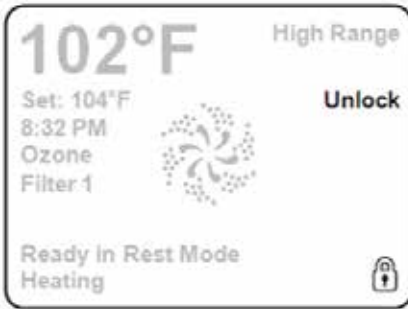 102°F
High Range
Set: 104°F
Unlock
8:32 PM
Ozone
Filter 1
Ready in Rest Mode
Heating